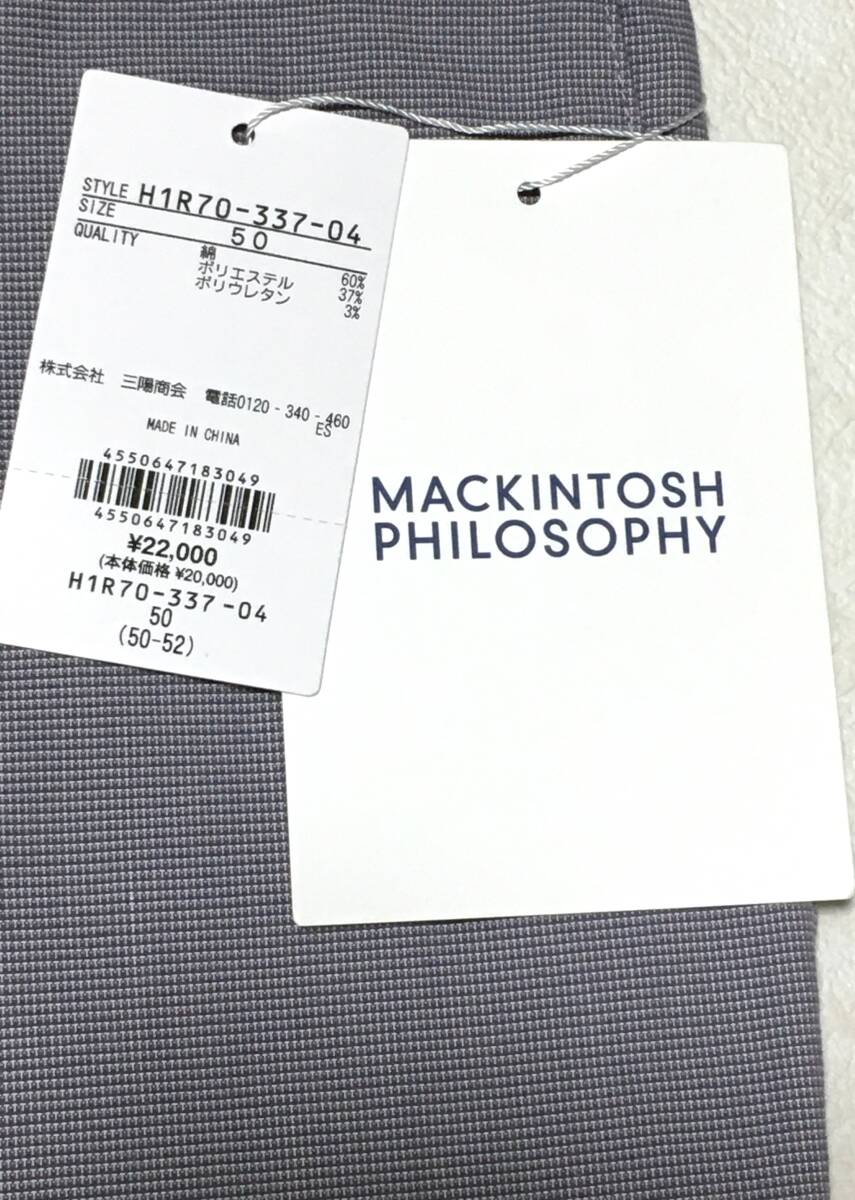 STYLE H1R70-337-04
SIZE 50
QUALITY
綿 60%
ポリエステル 37%
ポリウレタン 3%
株式会社 三陽商会 電話0120-340-460
ES
MADE IN CHINA
4550647183049
4550647183049
¥22,000
(本体価格 ¥20,000)
H1R70-337-04
50
(50-52)
MACKINTOSH
PHILOSOPHY